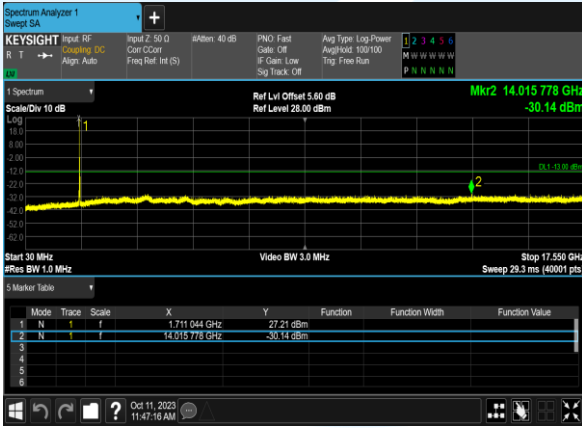 Spectrum Analyzer 1
Swept SA
+
KEYSIGHT Input: RF Input Z: 50 Ω #Atten: 40 dB PNO: Fast Avg Type: Log-Power 1 2 3 4 5 6
R T Coupling: DC Corr CCorr Gate: Off Avg|Hold: 100/100 M W W W W W
Align: Auto Freq Ref: Int (S) IF Gain: Low Trig: Free Run
Sig Track: Off P N N N N N
1 Spectrum Ref Lvl Offset 5.60 dB Mkr2 14.015 778 GHz
Scale/Div 10 dB Ref Level 28.00 dBm -30.14 dBm
Log
1
18.0
8.00
-2.00
DL1 -13.00 dBm
-12.0
2
-22.0
-32.0
-42.0
-52.0
-62.0
Start 30 MHz Video BW 3.0 MHz Stop 17.550 GHz
#Res BW 1.0 MHz Sweep 29.3 ms (40001 pts
5 Marker Table
Mode Trace Scale X Y Function Function Width Function Value
1 N 1 f 1.711 044 GHz 27.21 dBm
2 N 1 f 14.015 778 GHz -30.14 dBm
3
4
5
6
? Oct 11, 2023
11:47:16 AM